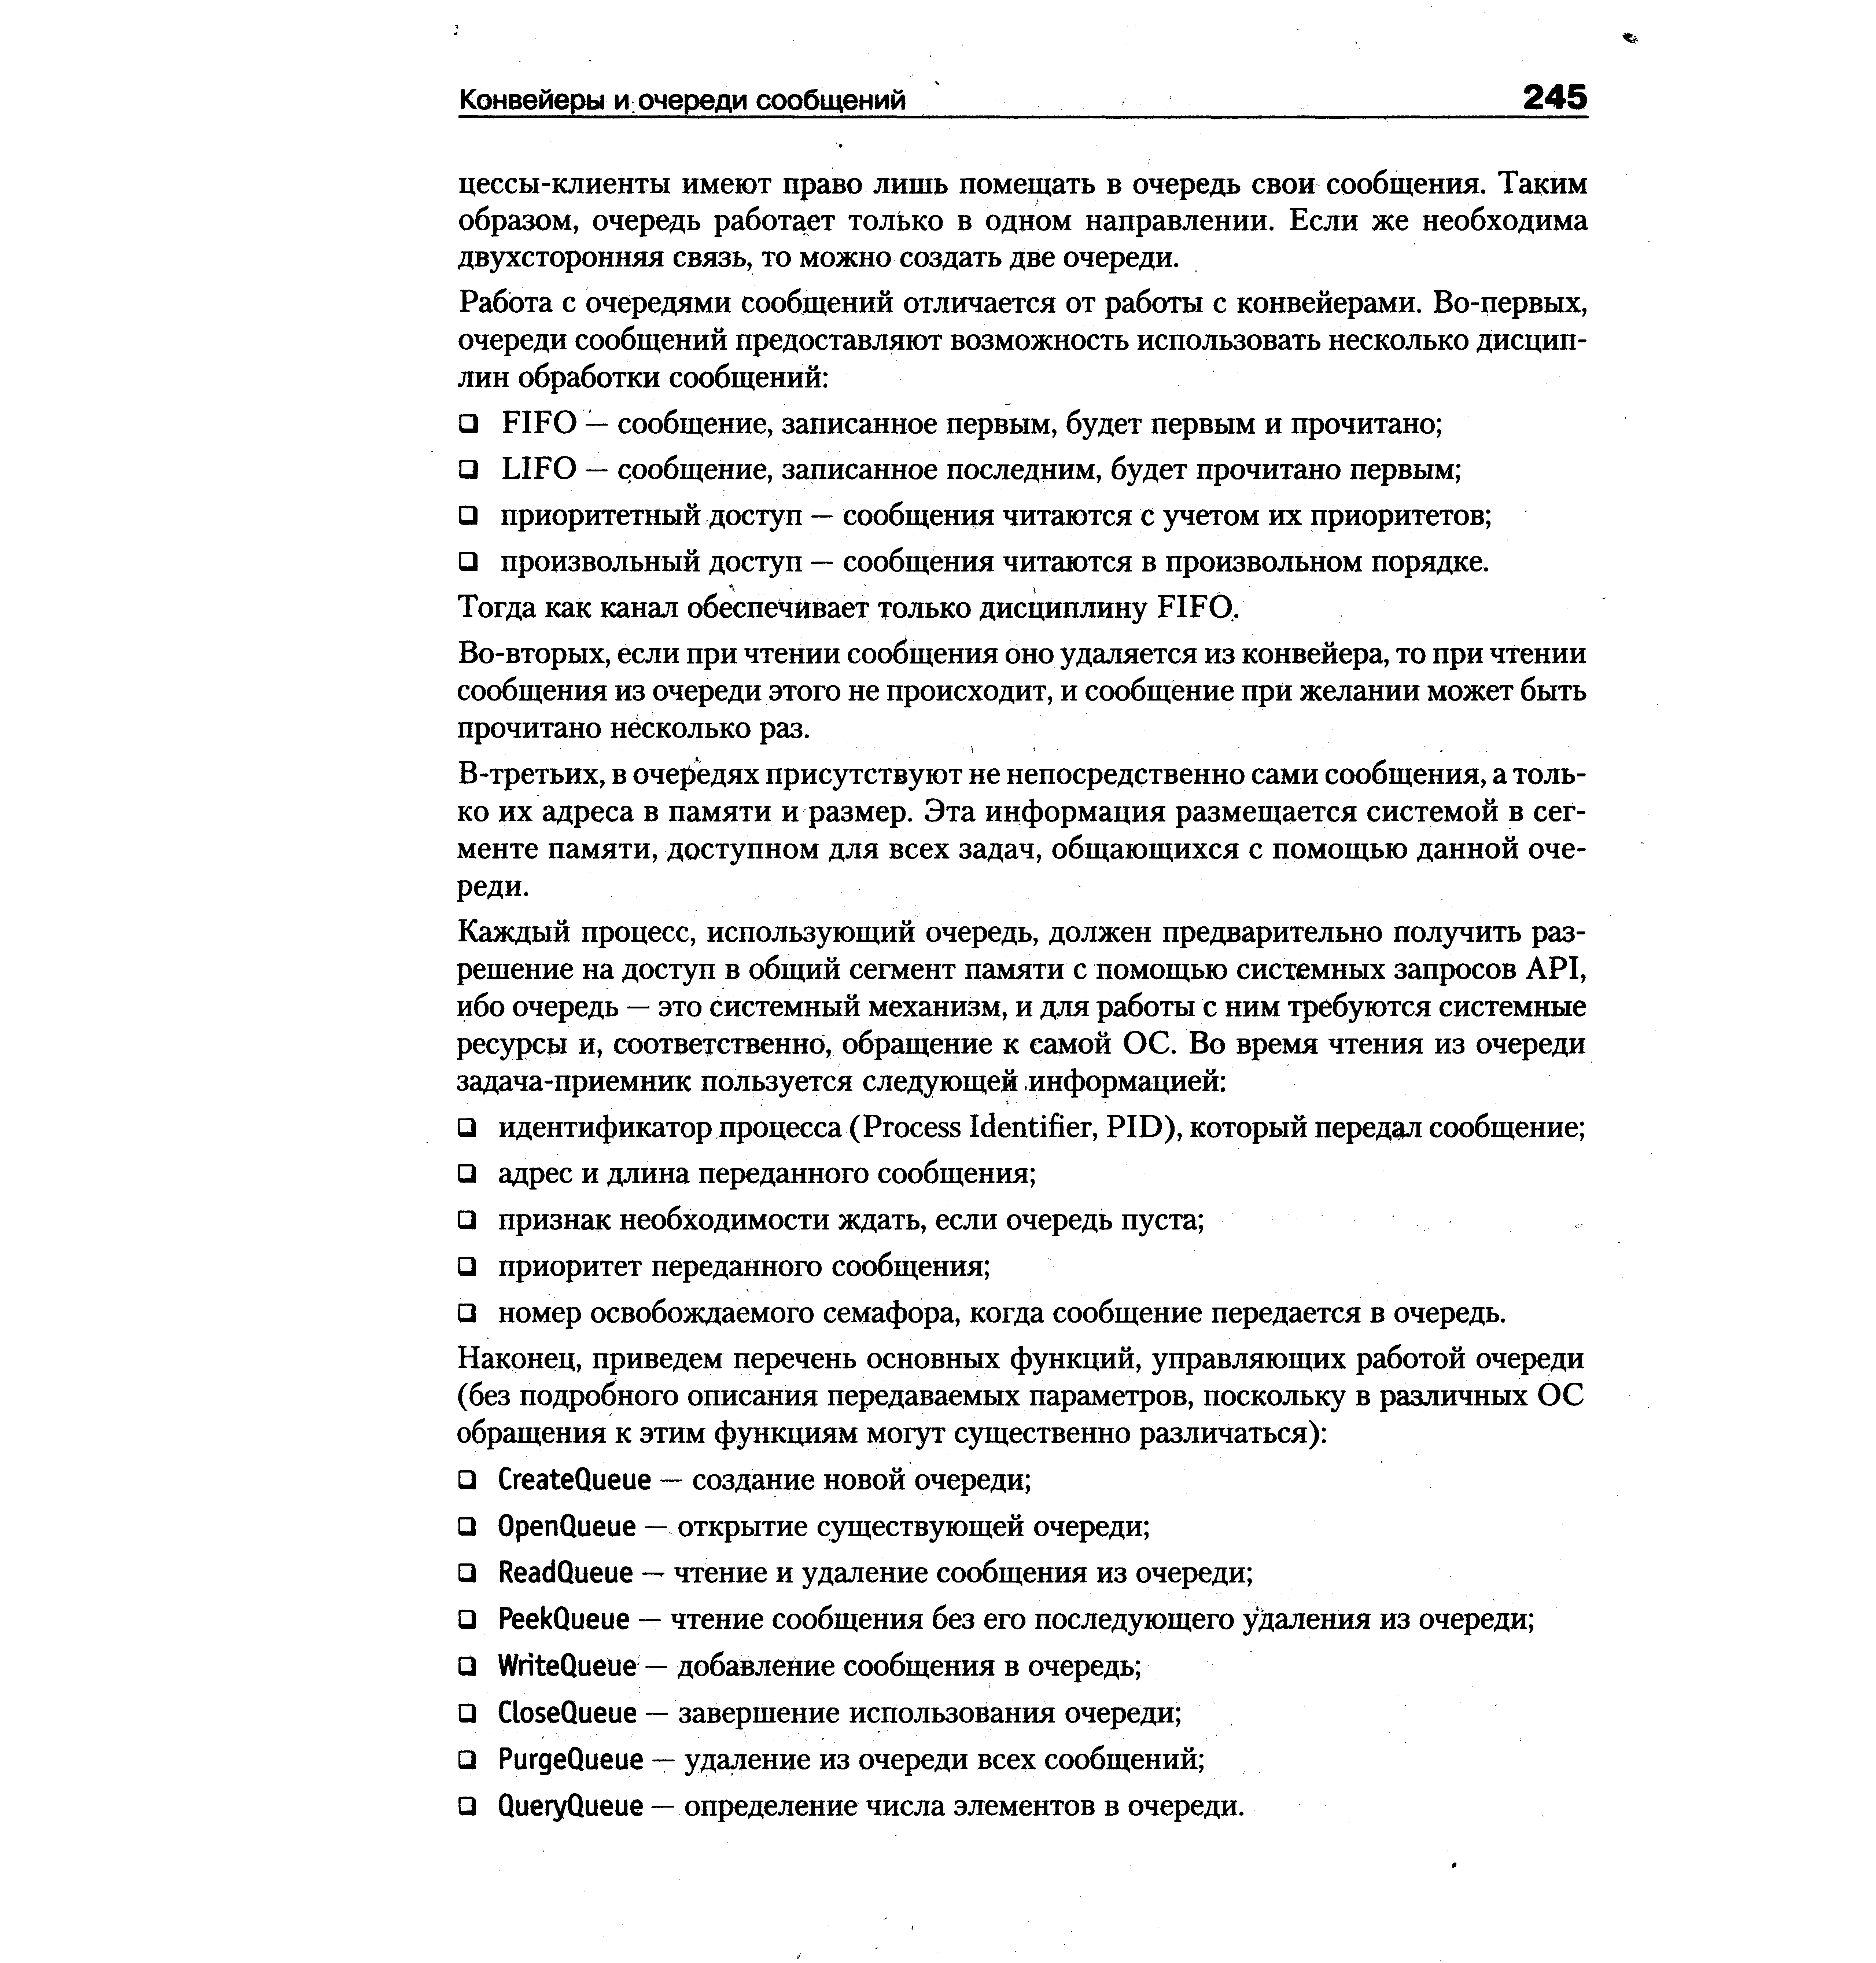 Конвейеры и очереди сообщений 245
цессы-клиенты имеют право лишь помещать в очередь свои сообщения. Таким
образом, очередь работает только в одном направлении. Если же необходима
двухсторонняя связь, то можно создать две очереди.
Работа с очередями сообщений отличается от работы с конвейерами. Во-первых,
очереди сообщений предоставляют возможность использовать несколько дисцип-
лин обработки сообщений:
❑ FIFO — сообщение, записанное первым, будет первым и прочитано;
❑ LIFO — сообщение, записанное последним, будет прочитано первым;
❑ приоритетный доступ — сообщения читаются с учетом их приоритетов;
❑ произвольный доступ — сообщения читаются в произвольном порядке.
Тогда как канал обеспечивает только дисциплину FIFO.
Во-вторых, если при чтении сообщения оно удаляется из конвейера, то при чтении
сообщения из очереди этого не происходит, и сообщение при желании может быть
прочитано несколько раз.
В-третьих, в очередях присутствуют не непосредственно сами сообщения, а толь-
ко их адреса в памяти и размер. Эта информация размещается системой в сег-
менте памяти, доступном для всех задач, общающихся с помощью данной оче-
реди.
Каждый процесс, использующий очередь, должен предварительно получить раз-
решение на доступ в общий сегмент памяти с помощью системных запросов API,
ибо очередь — это системный механизм, и для работы с ним требуются системные
ресурсы и, соответственно, обращение к самой ОС. Во время чтения из очереди
задача-приемник пользуется следующей информацией:
❑ идентификатор процесса (Process Identifier, PID), который передал сообщение;
❑ адрес и длина переданного сообщения;
❑ признак необходимости ждать, если очередь пуста;
❑ приоритет переданного сообщения;
❑ номер освобождаемого семафора, когда сообщение передается в очередь.
Наконец, приведем перечень основных функций, управляющих работой очереди
(без подробного описания передаваемых параметров, поскольку в различных ОС
обращения к этим функциям могут существенно различаться):
❑ CreateQueue — создание новой очереди;
❑ OpenQueue — открытие существующей очереди;
❑ ReadQueue — чтение и удаление сообщения из очереди;
❑ PeekQueue — чтение сообщения без его последующего удаления из очереди;
❑ WriteQueue — добавление сообщения в очередь;
❑ CloseQueue — завершение использования очереди;
❑ PurgeQueue — удаление из очереди всех сообщений;
❑ QueryQueue — определение числа элементов в очереди.